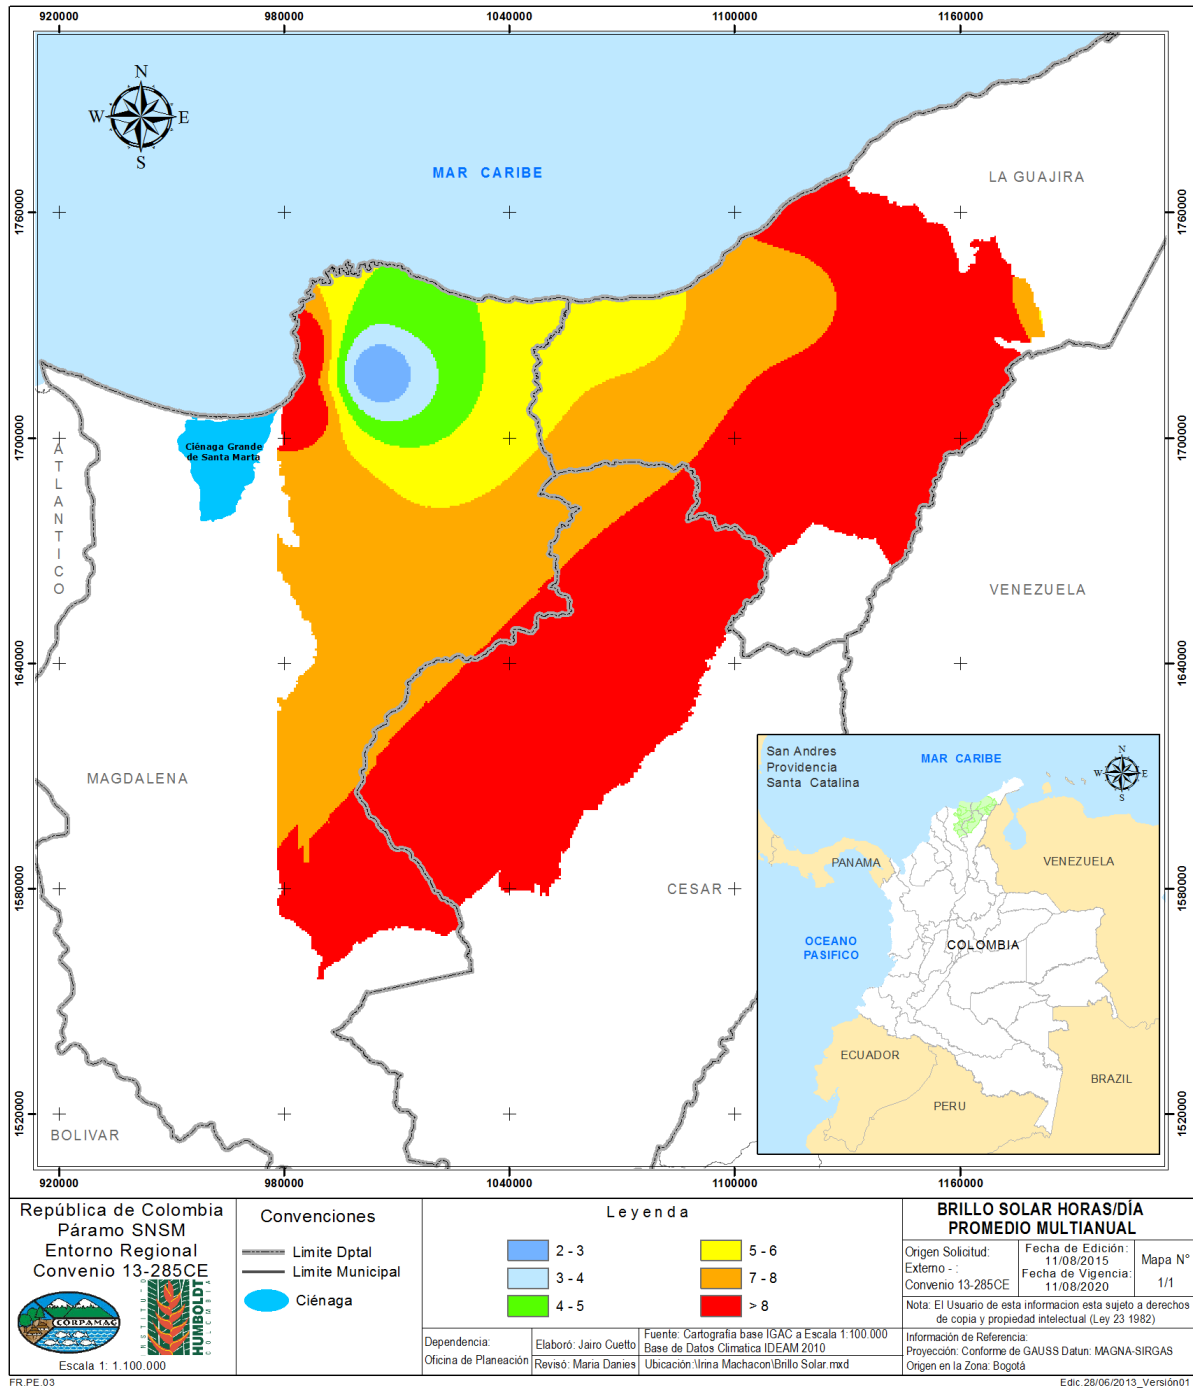 920000 980000 1040000 1100000 1160000
N
W E
S
MAR CARIBE
LA GUAJIRA
1760000 1760000
Ciénaga Grande
de Santa Marta
1700000 1700000
ATLANTICO
VENEZUELA
1640000 1640000
MAGDALENA
CESAR
1580000 1580000
BOLIVAR
1520000 1520000
San Andres
Providencia
Santa Catalina
MAR CARIBE
N
W E
S
PANAMA
VENEZUELA
OCEANO
PASIFICO
COLOMBIA
ECUADOR
BRAZIL
PERU
920000 980000 1040000 1100000 1160000
República de Colombia
Páramo SNSM
Entorno Regional
Convenio 13-285CE
CORPAMAG
INSTITUTO
HUMBOLDT
COLOMBIA
Escala 1: 1.100.000
Convenciones
Limite Dptal
Limite Municipal
Ciénaga
Leyenda
2 - 3
3 - 4
4 - 5
5 - 6
7 - 8
> 8
Dependencia:
Oficina de Planeación
Elaboró: Jairo Cuetto
Revisó: Maria Danies
Fuente: Cartografia base IGAC a Escala 1:100.000
Base de Datos Climatica IDEAM 2010
Ubicación:\Irina Machacon\Brillo Solar.mxd
BRILLO SOLAR HORAS/DÍA
PROMEDIO MULTIANUAL
Origen Solicitud:
Externo - :
Convenio 13-285CE
Fecha de Edición:
11/08/2015
Fecha de Vigencia:
11/08/2020
Mapa N°
1/1
Nota: El Usuario de esta informacion esta sujeto a derechos
de copia y propiedad intelectual (Ley 23 1982)
Información de Referencia:
Proyección: Conforme de GAUSS Datun: MAGNA-SIRGAS
Origen en la Zona: Bogotá
FR.PE.03
Edic.28/06/2013_Versión01